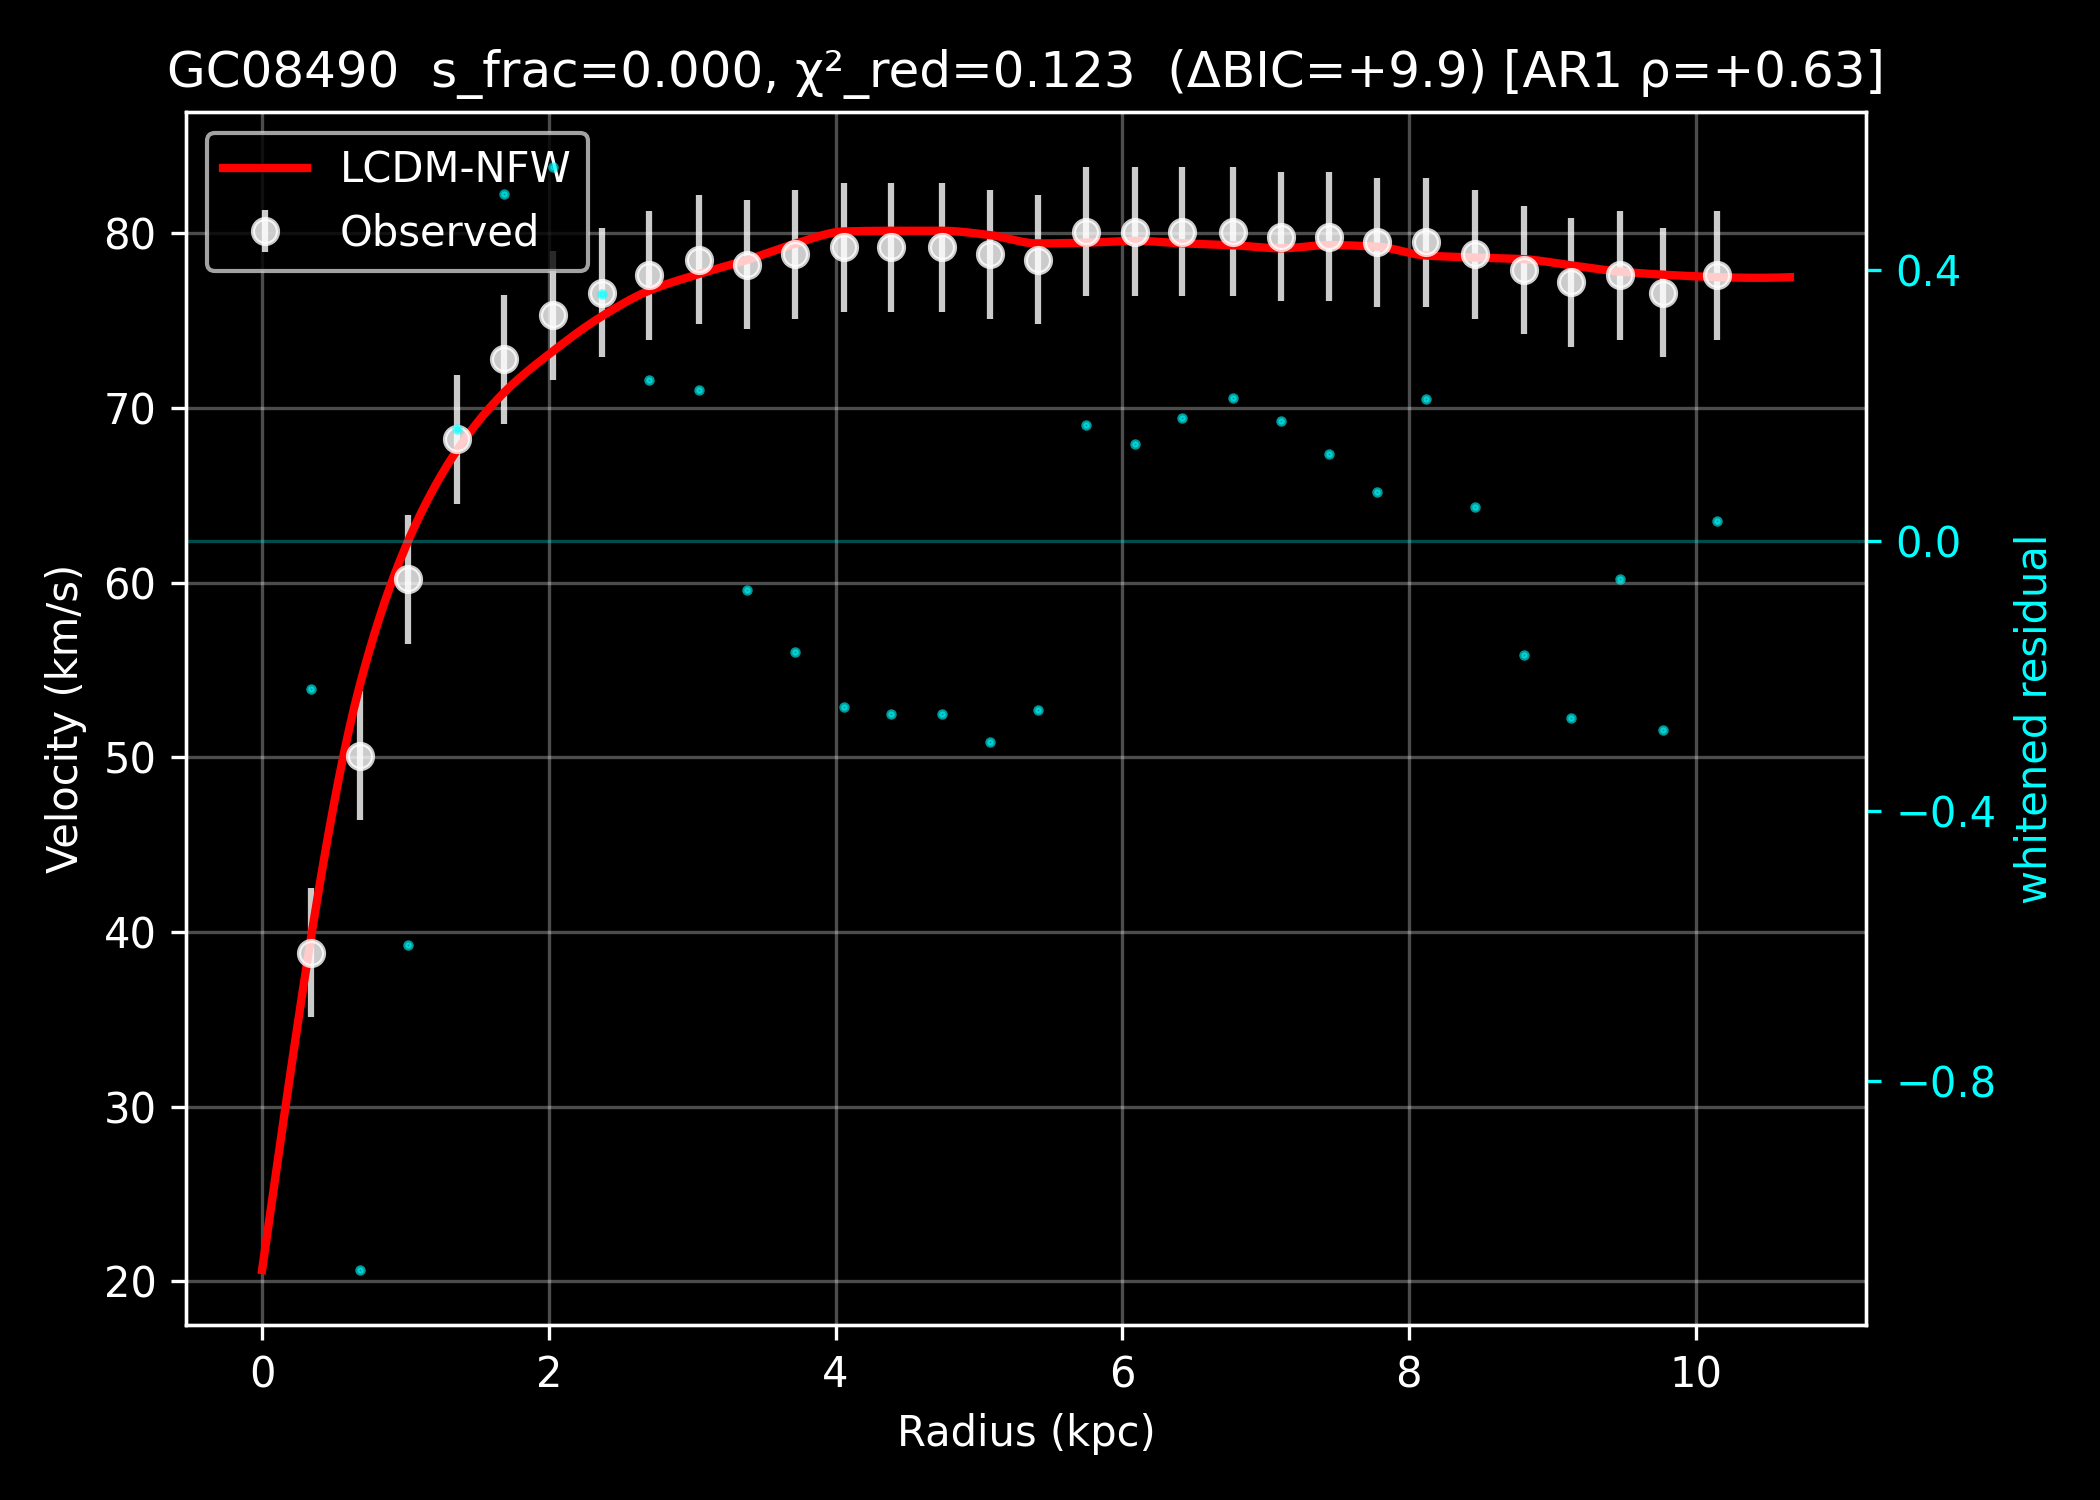 GC08490  s_frac=0.000, χ²_red=0.123  (ΔBIC=+9.9) [AR1 ρ=+0.63]
LCDM-NFW
Observed
80
70
60
50
40
30
20
Velocity (km/s)
0.4
0.0
−0.4
−0.8
whitened residual
0
2
4
6
8
10
Radius (kpc)